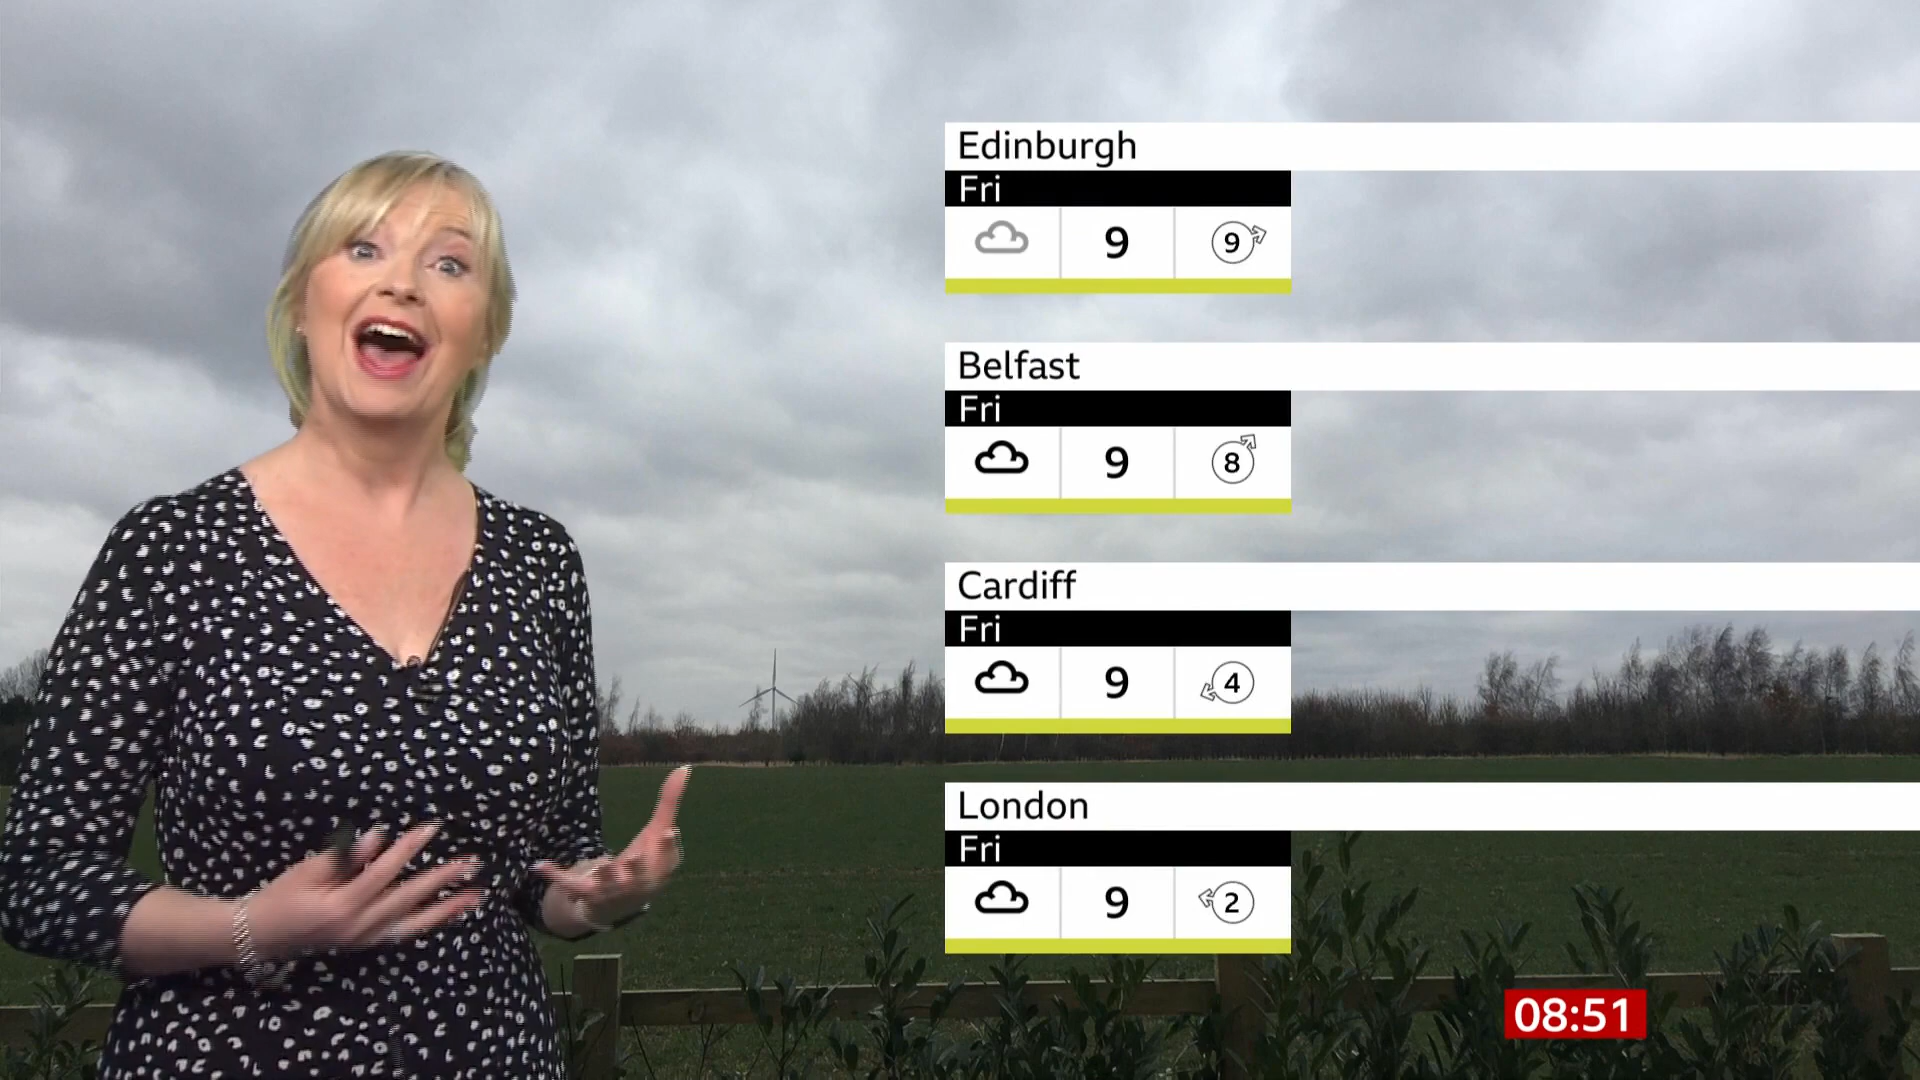 Edinburgh
Fri
9 9
Belfast
Fri
9 8
Cardiff
Fri
9 4
London
Fri
9 2
08:51